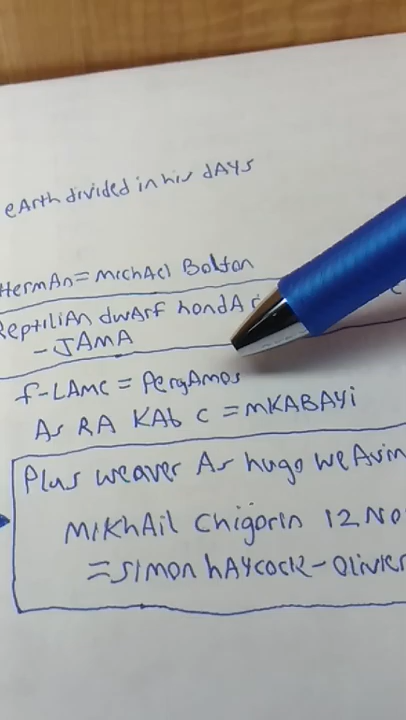 eArth divided in his dAYS
HermAn = michAel Bolton
ReptiliAn dwArf hondA
- JAMA
f-LAme = PergAmos
As RA KAb c = MKABAYi
Plus weaver As hugo weAvin
MIKhAil Chigorin 12 No
= SIMON hAYcock - Olivier